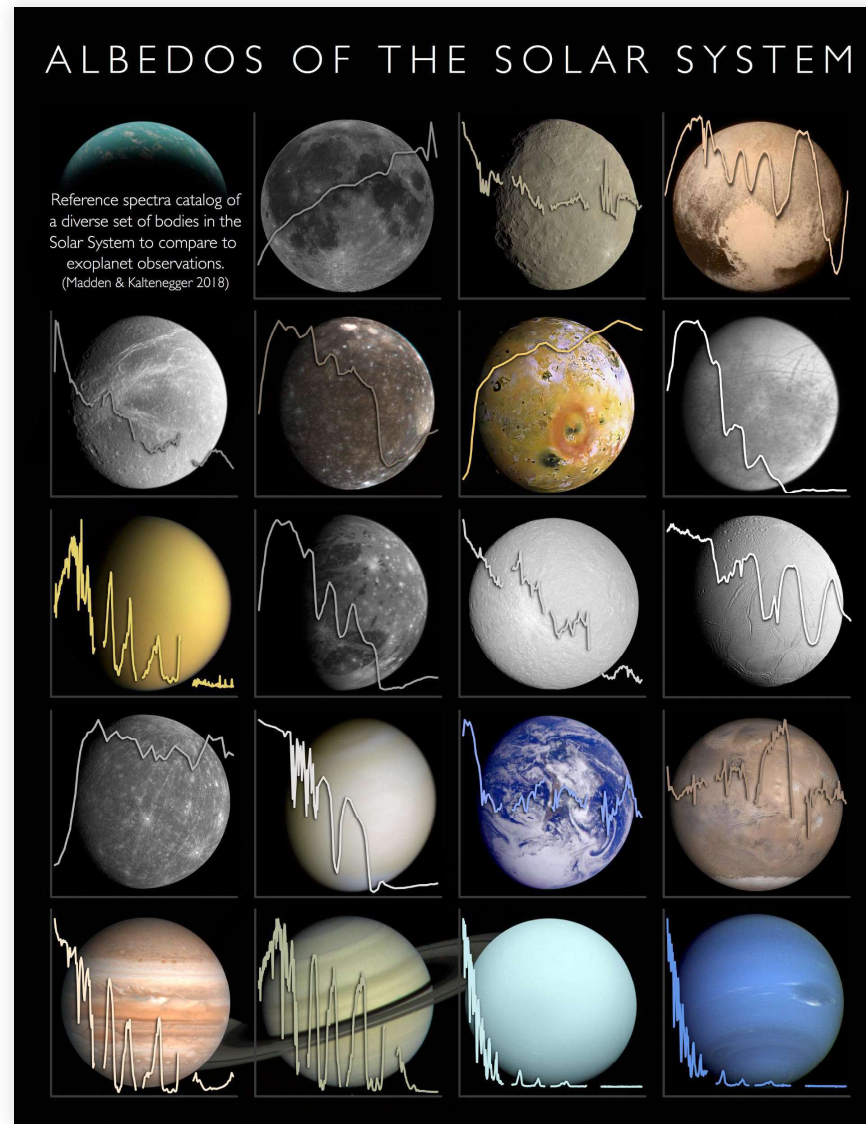 ALBEDOS OF THE SOLAR SYSTEM
Reference spectra catalog of
a diverse set of bodies in the
Solar System to compare to
exoplanet observations.
(Madden & Kaltenegger 2018)